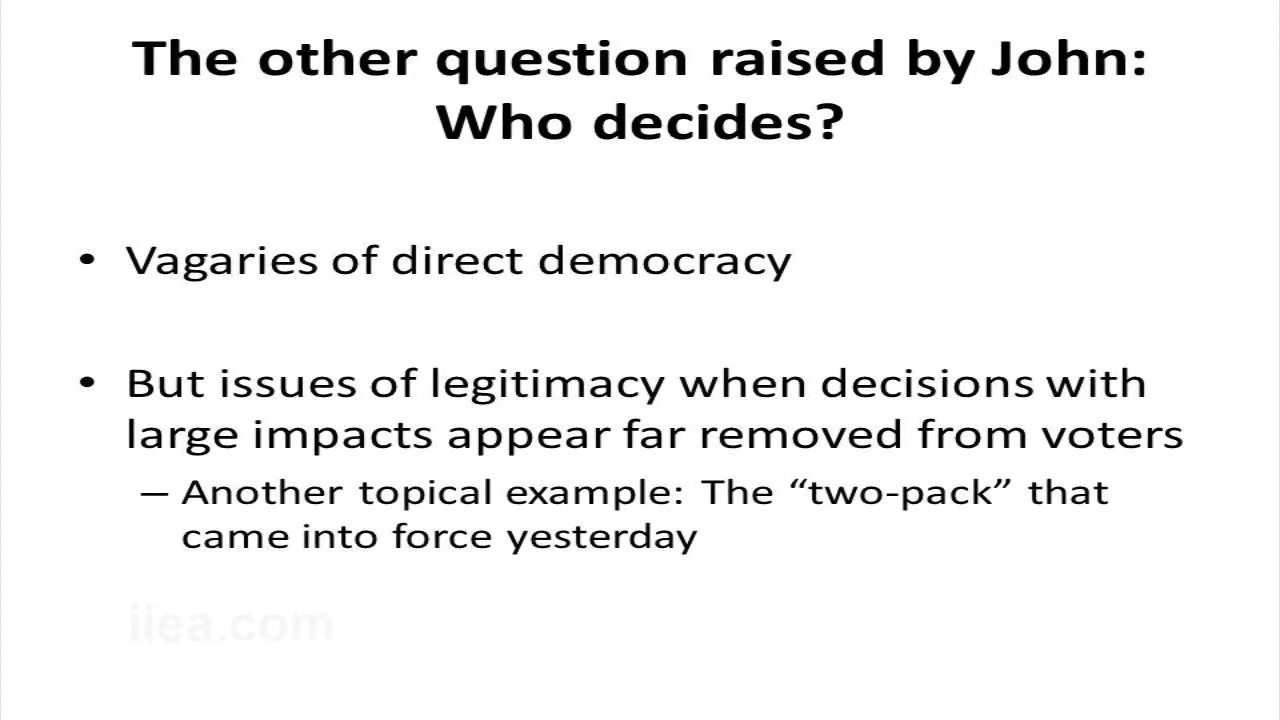 The other question raised by John:
Who decides?
• Vagaries of direct democracy
• But issues of legitimacy when decisions with
large impacts appear far removed from voters
– Another topical example: The “two-pack” that
came into force yesterday
iiea.com